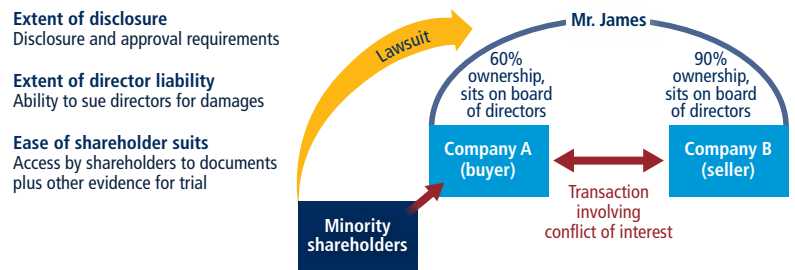 Extent of disclosure
Disclosure and approval requirements
Extent of director liability
Ability to sue directors for damages
Ease of shareholder suits
Access by shareholders to documents
plus other evidence for trial
Lawsuit
Mr. James
60%
ownership,
sits on board
of directors
90%
ownership,
sits on board
of directors
Company A
(buyer)
Company B
(seller)
Transaction
involving
conflict of interest
Minority
shareholders